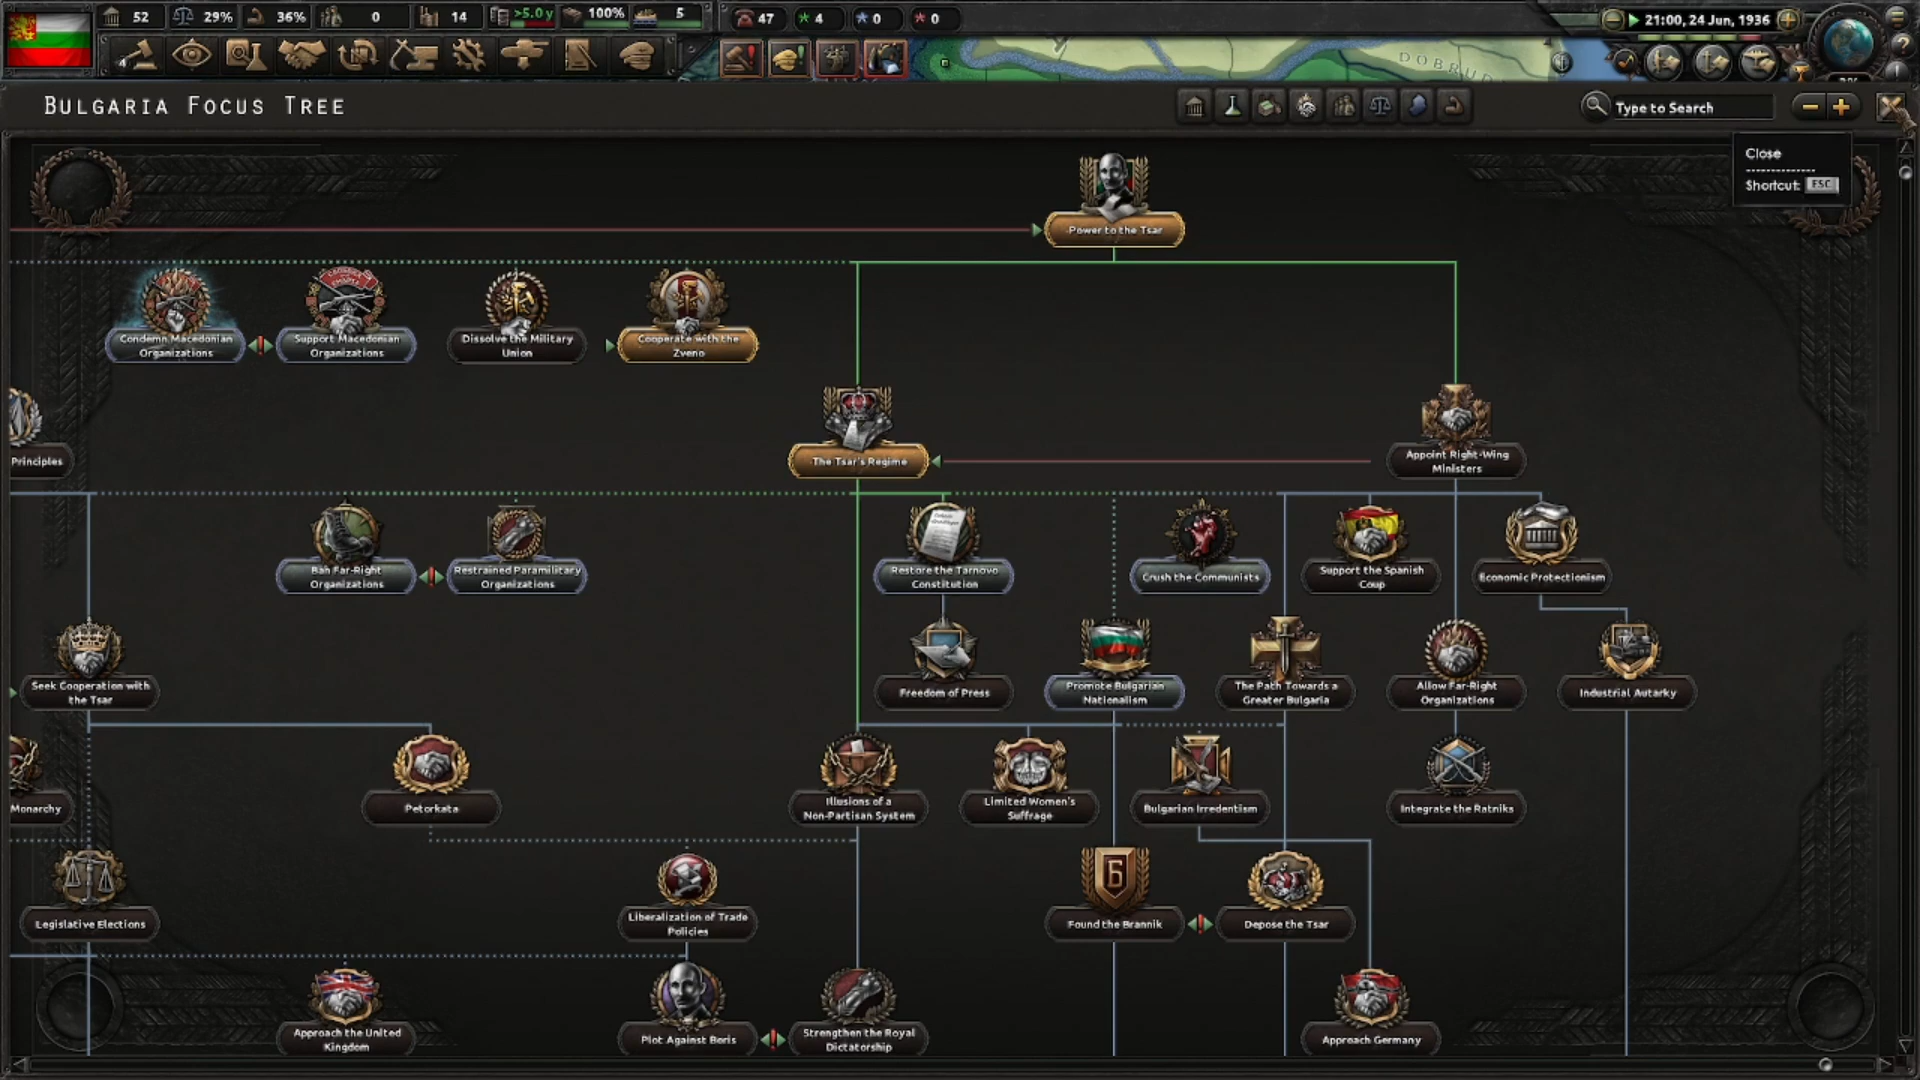 52
29%
36%
0
14
>5.0 y
100%
5
47
4
0
0
21:00, 24 Jun, 1936
DOBRUD
BULGARIA FOCUS TREE
Type to Search
Close
Shortcut: ESC
Power to the Tsar
Condemn Macedonian
Organizations
Support Macedonian
Organizations
Dissolve the Military
Union
Cooperate with the
Zveno
Principles
The Tsar's Regime
Appoint Right-Wing
Ministers
Ban Far-Right
Organizations
Restrained Paramilitary
Organizations
Restore the Tarnovo
Constitution
Crush the Communists
Support the Spanish
Coup
Economic Protectionism
Seek Cooperation with
the Tsar
Freedom of Press
Promote Bulgarian
Nationalism
The Path Towards a
Greater Bulgaria
Allow Far-Right
Organizations
Industrial Autarky
Monarchy
Petorkata
Illusions of a
Non-Partisan System
Limited Women's
Suffrage
Bulgarian Irredentism
Integrate the Ratniks
Legislative Elections
Liberalization of Trade
Policies
Б
Found the Brannik
Depose the Tsar
Approach the United
Kingdom
Plot Against Boris
Strengthen the Royal
Dictatorship
Approach Germany